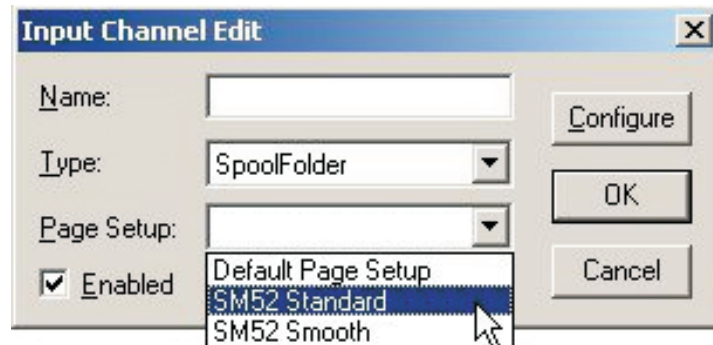 Input Channel Edit
Name:
Configure
Type:
SpoolFolder
OK
Page Setup:
Enabled
Default Page Setup
Cancel
SM52 Standard
SM52 Smooth